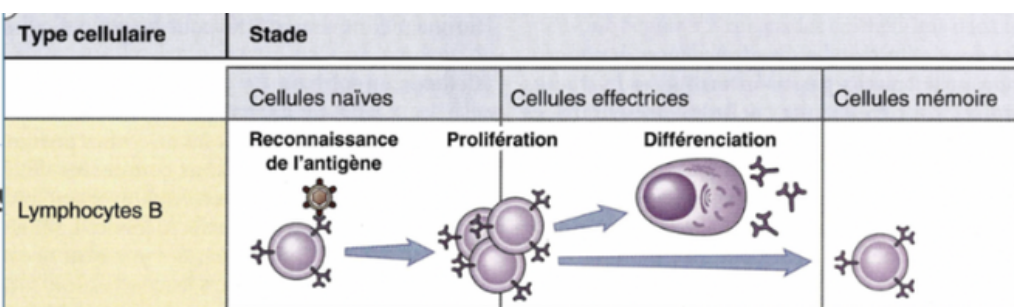 Type cellulaire
Stade
Cellules naïves
Cellules effectrices
Cellules mémoire
Reconnaissance
de l'antigène
Prolifération
Différenciation
Lymphocytes B